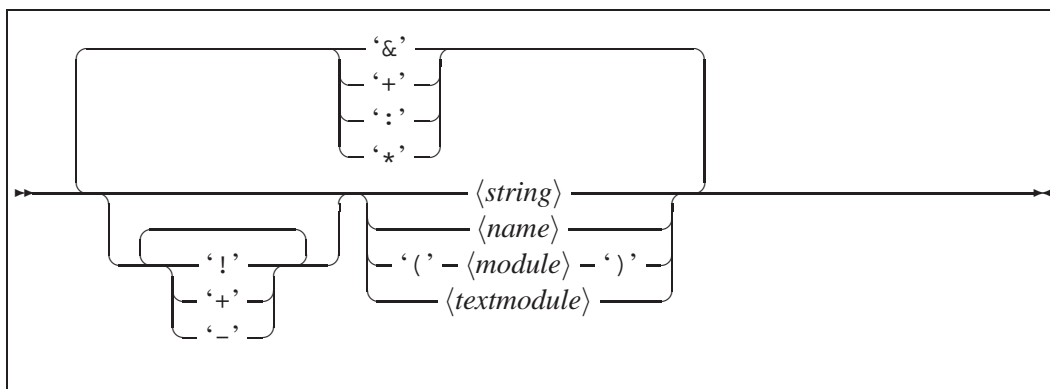 ‘&’
‘+’
‘:’
‘*’
⟨string⟩
⟨name⟩
‘!’ ‘(’ ⟨module⟩ ‘)’
‘+’ ⟨textmodule⟩
‘-’